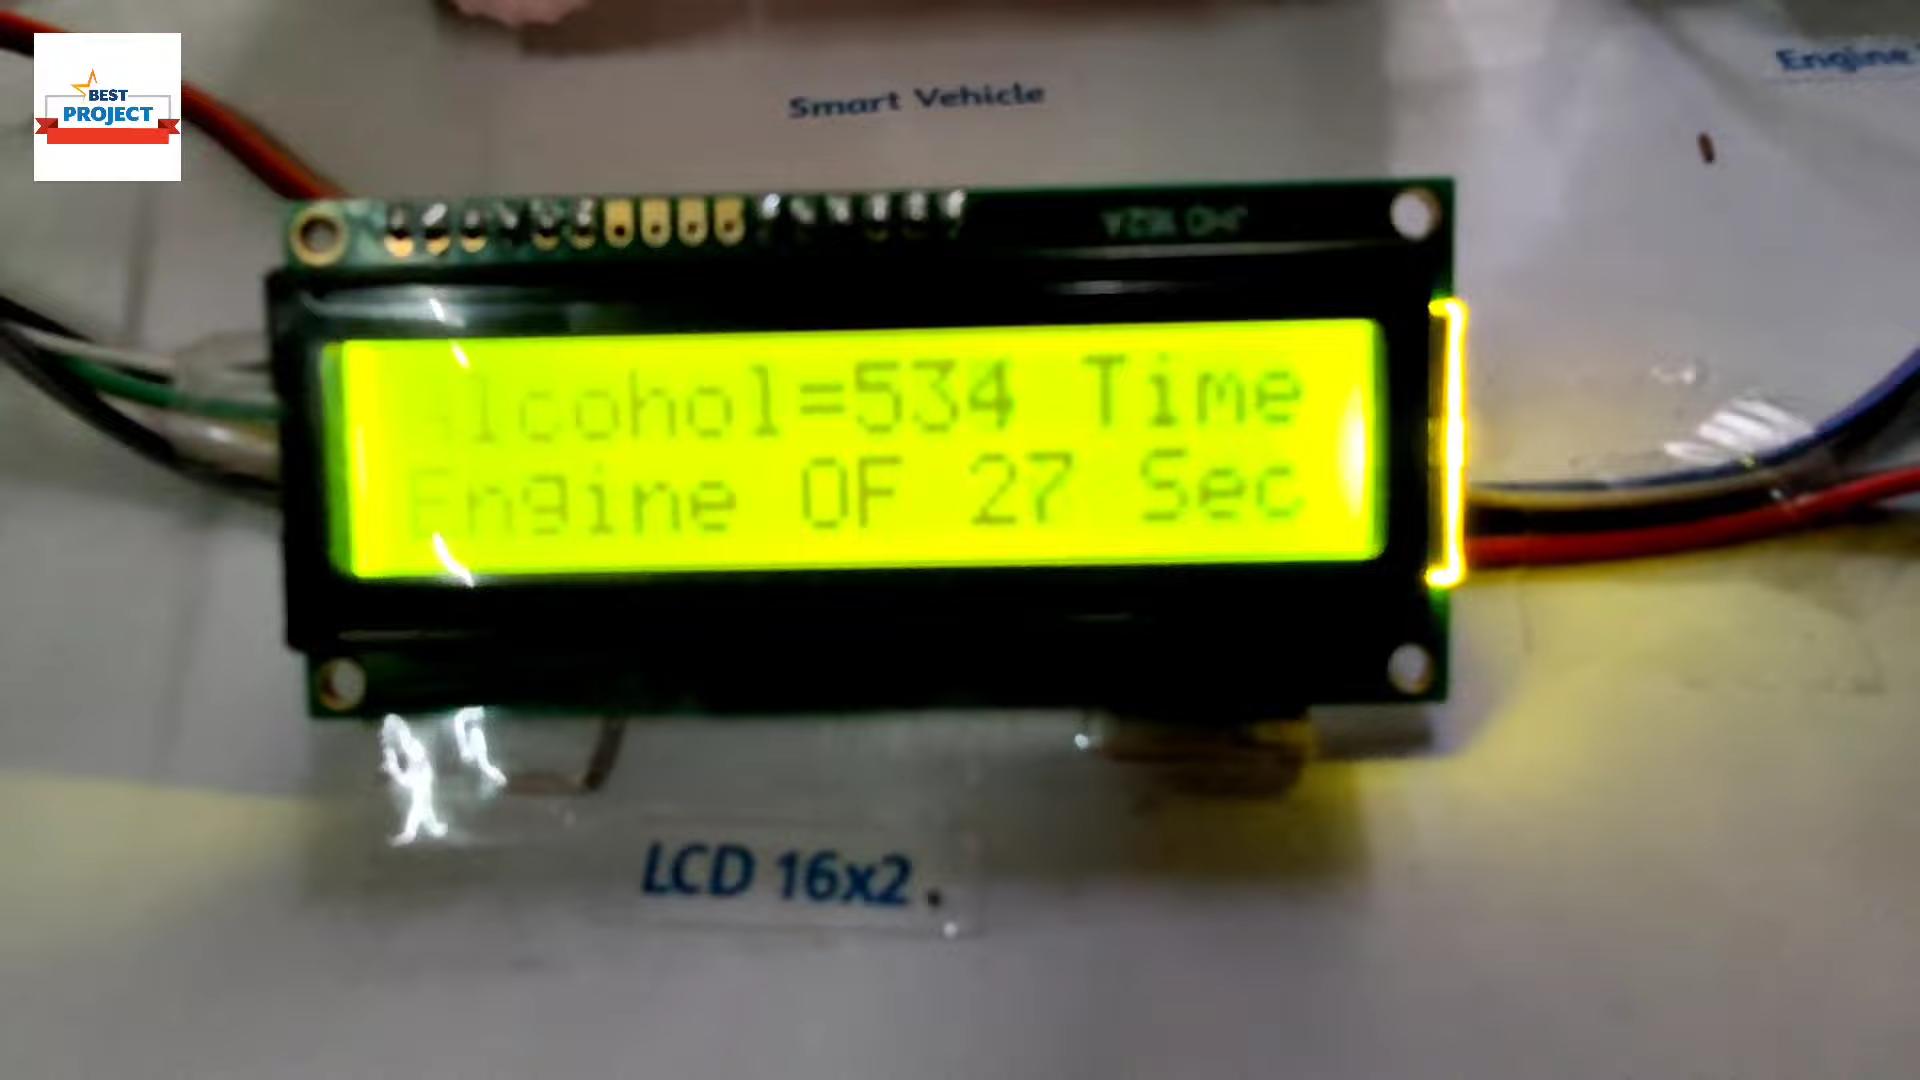 BEST
PROJECT
Smart Vehicle
Engine
Alcohol=534 Time
Engine OF 27 Sec
LCD 16x2 .